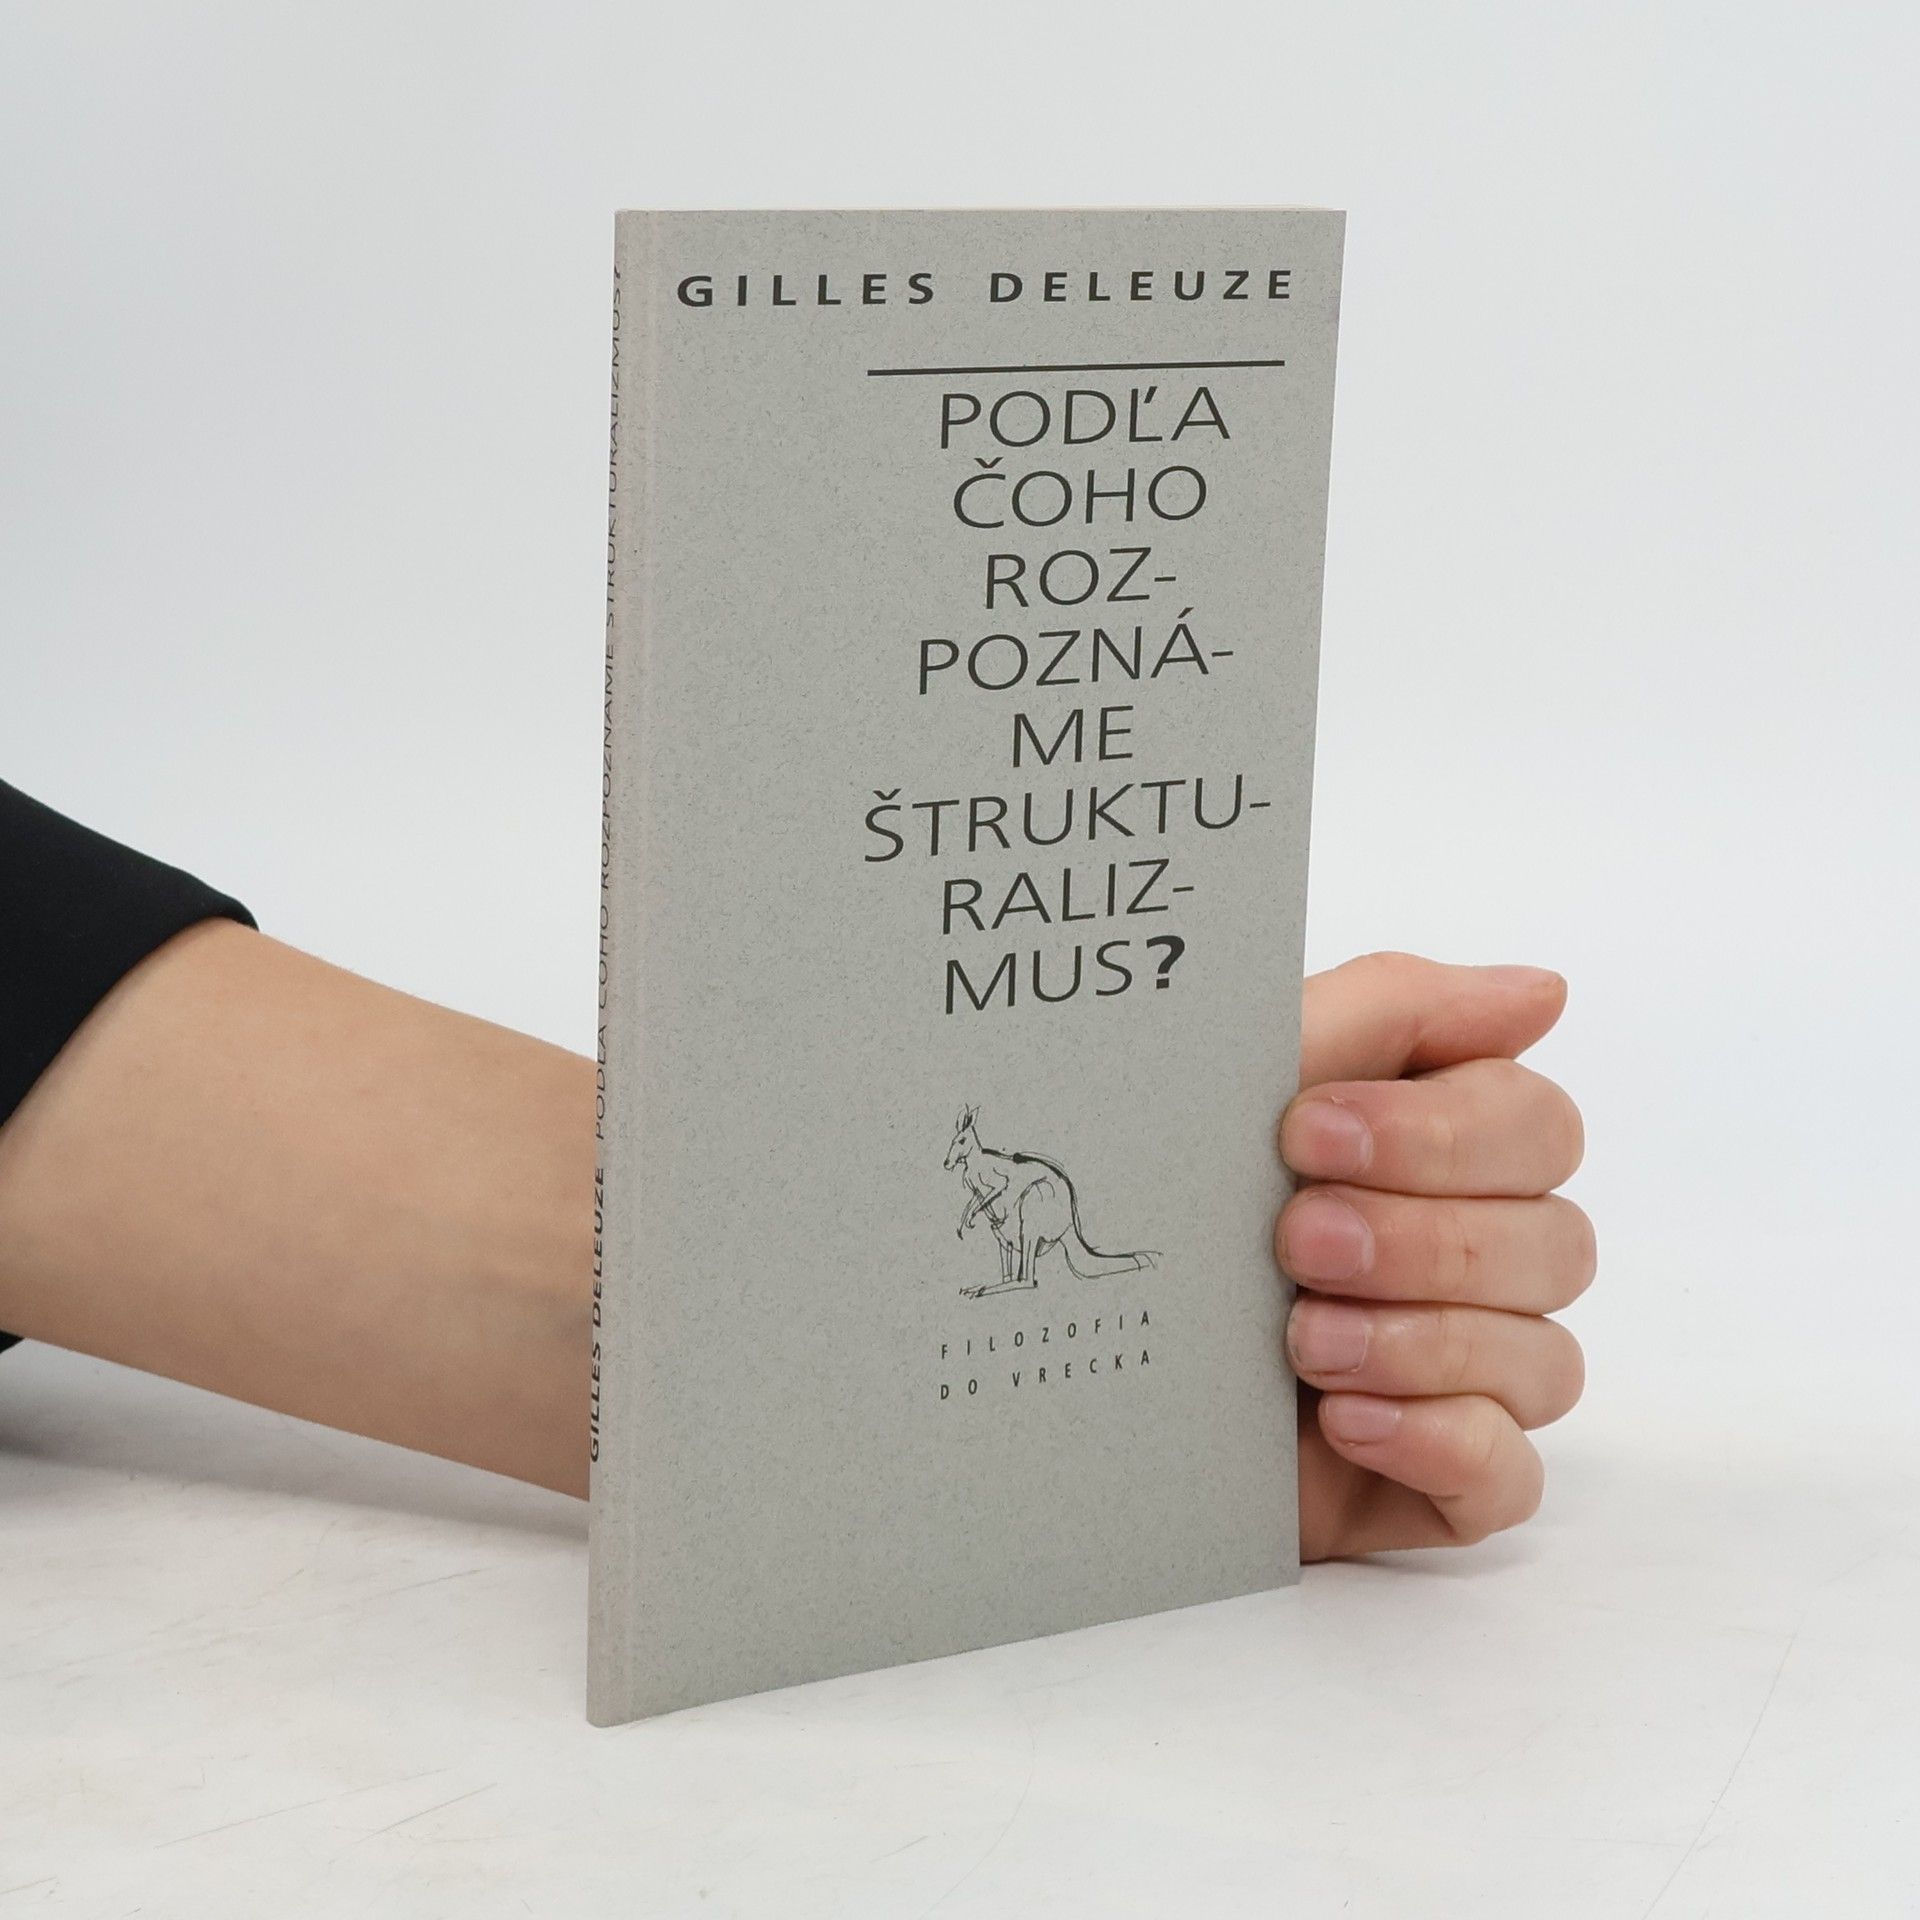 GILLES DELEUZE
PODĽA
ČOHO
ROZ-
POZNÁ-
ME
ŠTRUKTU-
RALIZ-
MUS?
FILOZOFIA
DO VRECKA
GILLES DELEUZE PODĽA ČOHO ROZPOZNÁME ŠTRUKTURALIZMUS?